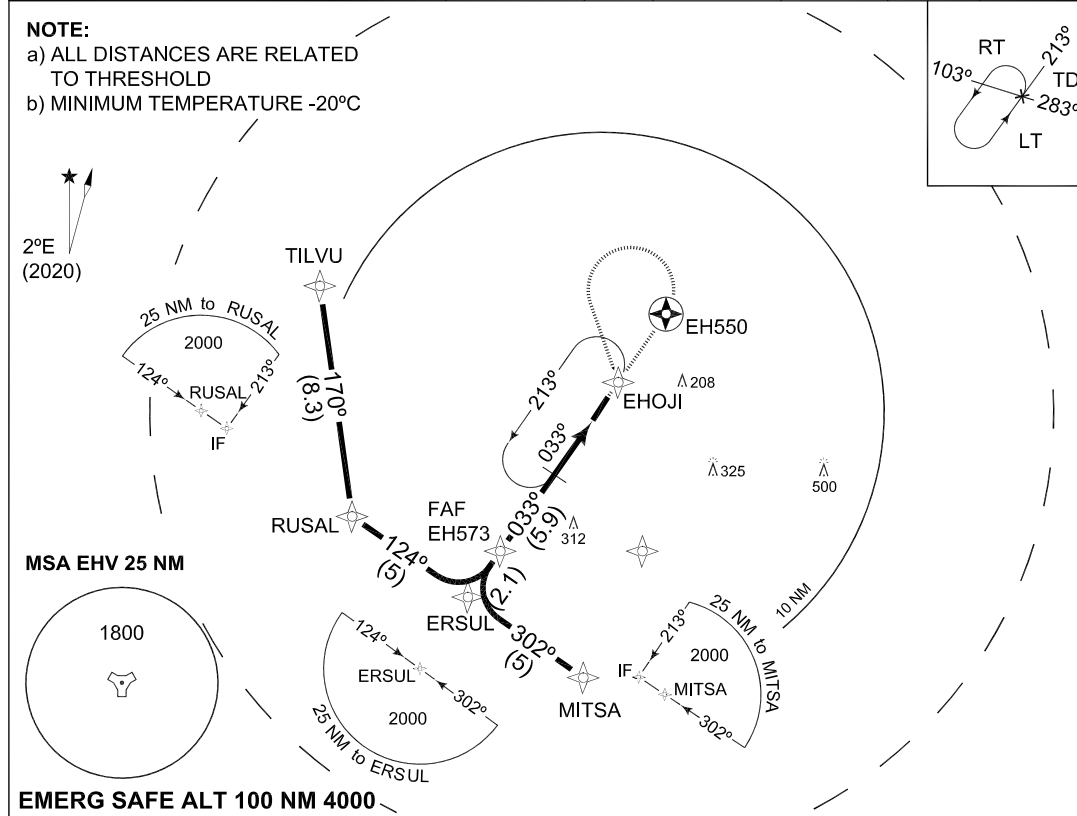 NOTE:
a) ALL DISTANCES ARE RELATED
TO THRESHOLD
b) MINIMUM TEMPERATURE -20ºC
RT
213º
103º
TD
283º
LT
2ºE
(2020)
TILVU
25 NM to RUSAL
2000
124º
RUSAL
213º
IF
170º
(8.3)
EH550
213º
EHOJI
208
033º
325
500
RUSAL
FAF
EH573
033º
(5.9)
312
124º
(5)
(2.1)
ERSUL
302º
(5)
MITSA
10 NM
MSA EHV 25 NM
1800
124º
ERSUL
302º
2000
25 NM to ERSUL
25 NM to MITSA
213º
2000
IF
MITSA
302º
EMERG SAFE ALT 100 NM 4000